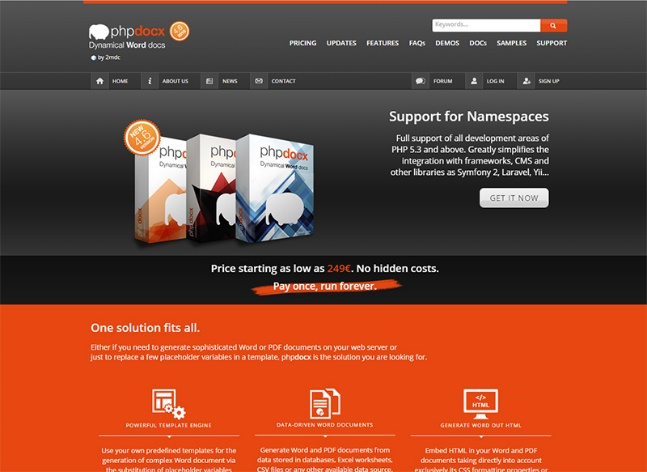 phpdocx
Dynamical Word docs
by 2mdc
Keywords...
PRICING UPDATES FEATURES FAQs DEMOS DOCs SAMPLES SUPPORT
HOME ABOUT US NEWS CONTACT FORUM LOG IN SIGN UP
NEW
4.6
phpdocx
Dynamical Word docs
phpdocx
Dynamical Word docs
phpdocx
Dynamical Word docs
Support for Namespaces
Full support of all development areas of
PHP 5.3 and above. Greatly simplifies the
integration with frameworks, CMS and
other libraries as Symfony 2, Laravel, Yii...
GET IT NOW
Price starting as low as 249€. No hidden costs.
Pay once, run forever.
One solution fits all.
Either if you need to generate sophisticated Word or PDF documents on your web server or
just to replace a few placeholder variables in a template, phpdocx is the solution you are looking for.
HTML
POWERFUL TEMPLATE ENGINE
DATA-DRIVEN WORD DOCUMENTS
GENERATE WORD OUT HTML
Use your own predefined templates for the
generation of complex Word document via
the substitution of placeholder variables
Generate Word and PDF documents from
data stored in databases, Excel worksheets,
CSV files or any other available data source.
Embed HTML in your Word and PDF
documents taking directly into account
exclusively its CSS formatting properties or